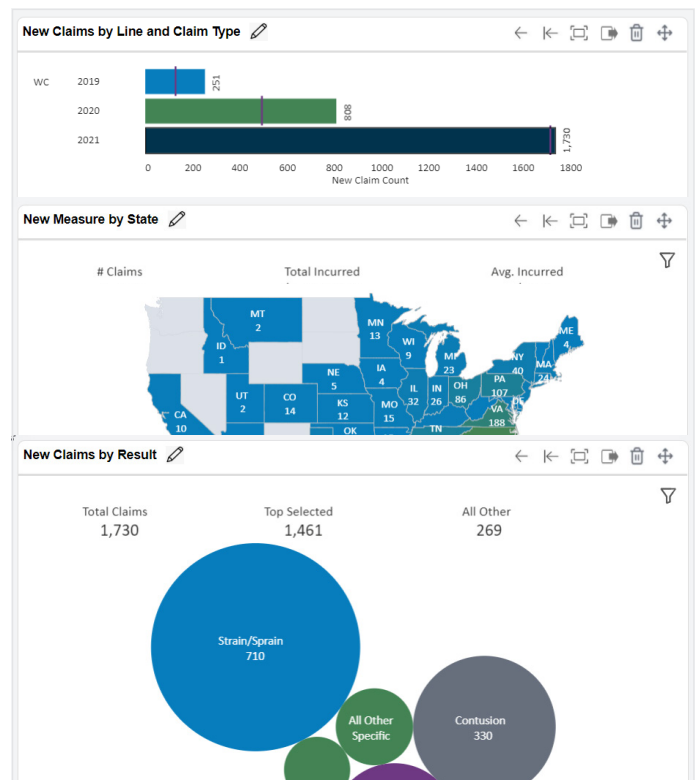 New Claims by Line and Claim Type
WC
2019
251
2020
808
2021
1,730
0 200 400 600 800 1000 1200 1400 1600 1800
New Claim Count
New Measure by State
# Claims Total Incurred Avg. Incurred
MT
2
MN
13
ME
4
ID
1
WI
9
MI
23
NY
40
MA
24
NE
5
IA
4
PA
107
UT
2
CO
14
IL
32
IN
26
OH
86
KS
12
MO
15
VA
188
CA
10
OK
TN
New Claims by Result
Total Claims Top Selected All Other
1,730 1,461 269
Strain/Sprain
710
All Other
Specific
Contusion
330